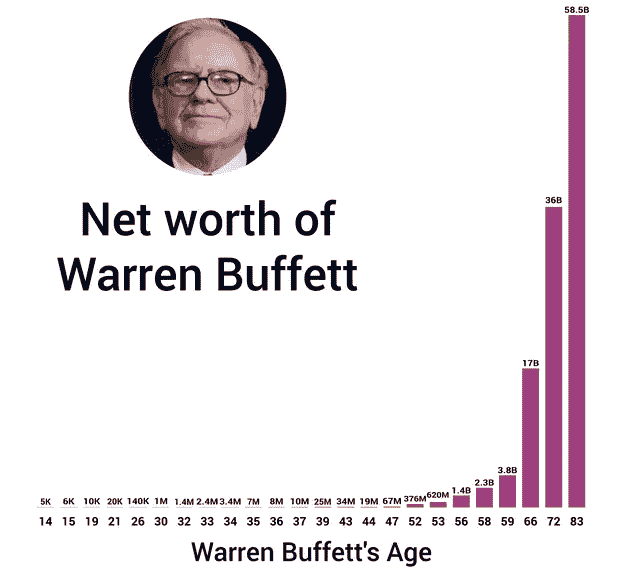 Net worth of
Warren Buffett
5K 6K 10K 20K 140K 1M 1.4M 2.4M 3.4M 7M 8M 10M 25M 34M 19M 67M 376M 620M 1.4B 2.3B 3.8B 17B 36B 58.5B
14 15 19 21 26 30 32 33 34 35 36 37 39 43 44 47 52 53 56 58 59 66 72 83
Warren Buffett's Age